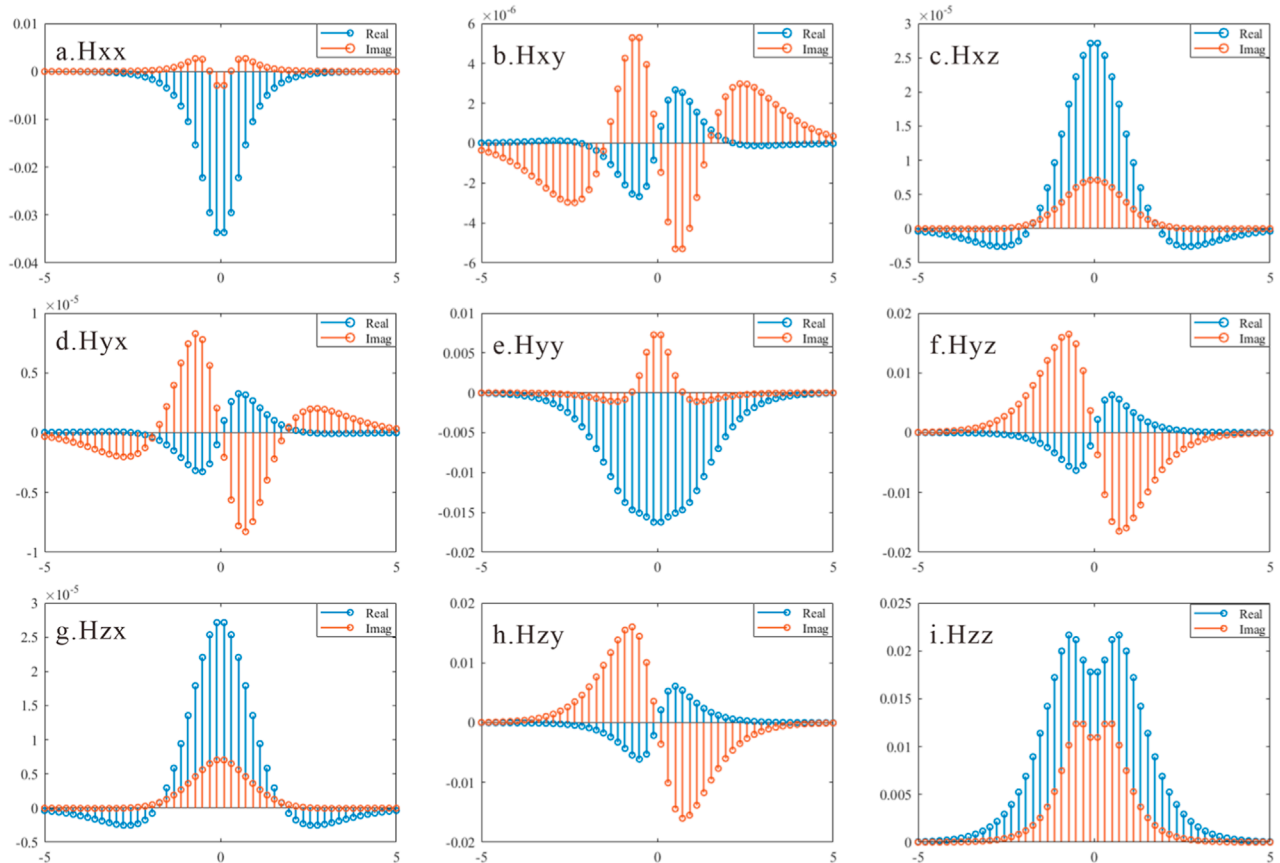 a.Hxx
Real
Imag
0.01
0
-0.01
-0.02
-0.03
-0.04
-5 0 5
×10⁻⁶
b.Hxy
Real
Imag
6
4
2
0
-2
-4
-6
-5 0 5
×10⁻⁵
c.Hxz
Real
Imag
3
2.5
2
1.5
1
0.5
0
-0.5
-5 0 5
×10⁻⁵
d.Hyx
Real
Imag
1
0.5
0
-0.5
-1
-5 0 5
e.Hyy
Real
Imag
0.01
0.005
0
-0.005
-0.01
-0.015
-0.02
-5 0 5
f.Hyz
Real
Imag
0.02
0.01
0
-0.01
-0.02
-5 0 5
×10⁻⁵
g.Hzx
Real
Imag
3
2.5
2
1.5
1
0.5
0
-0.5
-5 0 5
h.Hzy
Real
Imag
0.02
0.01
0
-0.01
-0.02
-5 0 5
i.Hzz
Real
Imag
0.025
0.02
0.015
0.01
0.005
0
-5 0 5